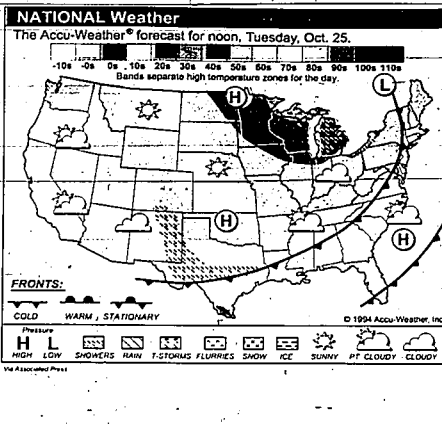 NATIONAL Weather
The Accu-Weather® forecast for noon, Tuesday, Oct. 25.
-10s -0s 0s 10s 20s 30s 40s 50s 60s 70s 80s 90s 100s 110s
Bands separate high temperature zones for the day.
H
L
H
H
FRONTS:
COLD WARM STATIONARY
© 1994 Accu-Weather, Inc
Pressure
H L
HIGH LOW SHOWERS RAIN T-STORMS FLURRIES SNOW ICE SUNNY PT. CLOUDY CLOUDY
Via Associated Press